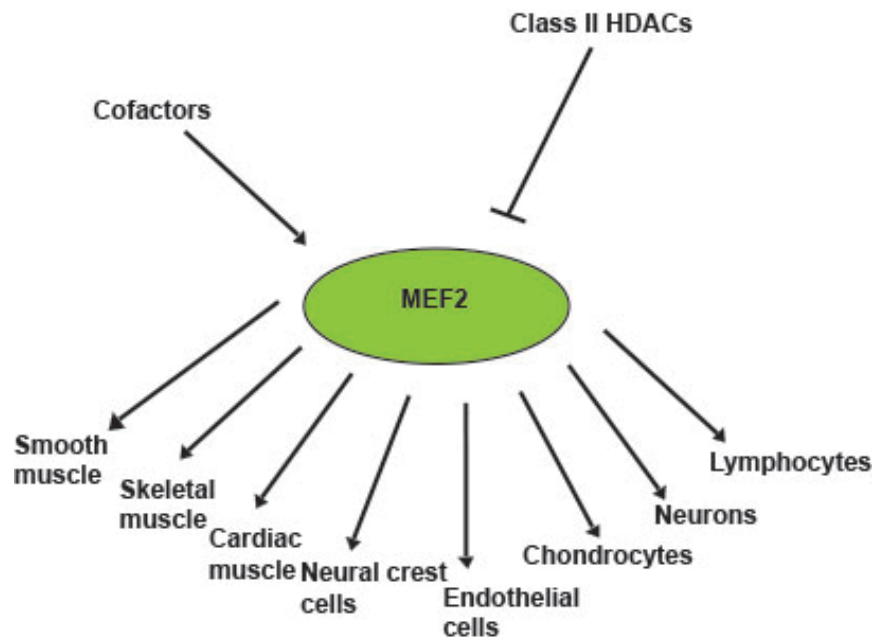 Class II HDACs
Cofactors
MEF2
Smooth
muscle
Skeletal
muscle
Cardiac
muscle
Neural crest
cells
Endothelial
cells
Chondrocytes
Neurons
Lymphocytes